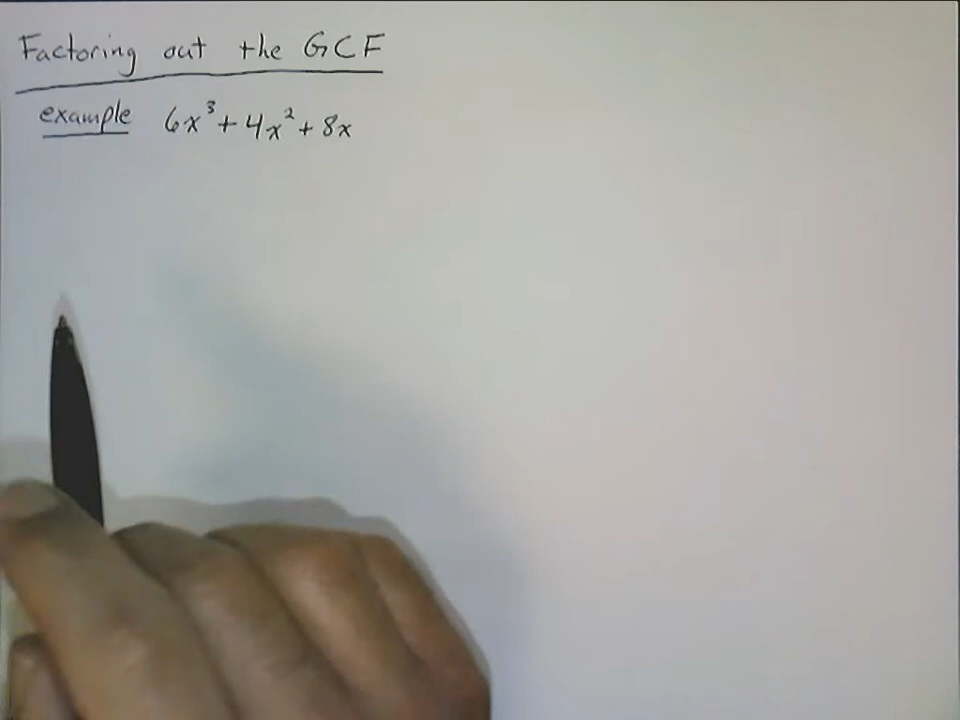 Factoring out the GCF
example 6x³ + 4x² + 8x